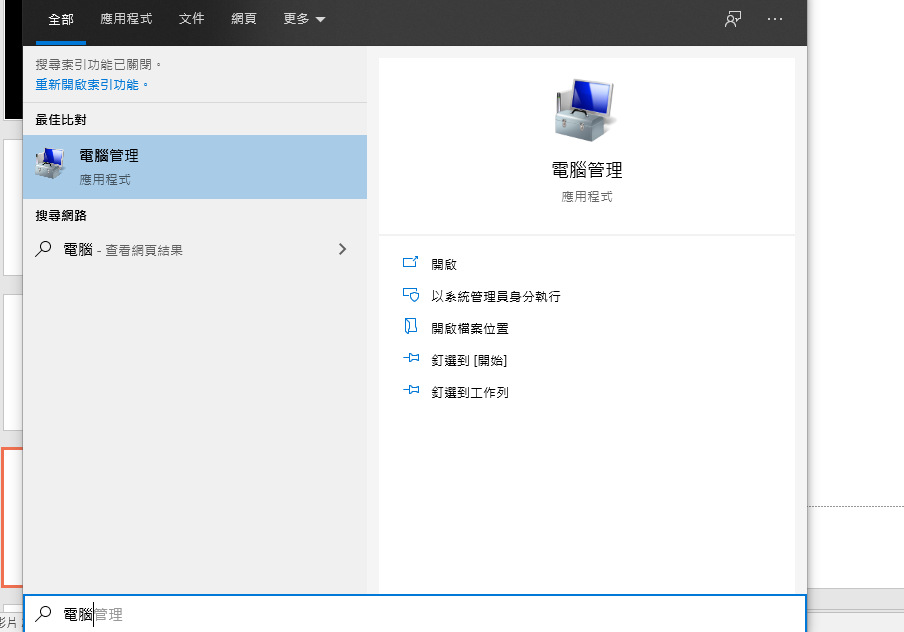 全部 應用程式 文件 網頁 更多
搜尋索引功能已關閉。
重新開啟索引功能。
最佳比對
電腦管理
應用程式
搜尋網路
電腦 - 查看網頁結果
電腦管理
應用程式
開啟
以系統管理員身分執行
開啟檔案位置
釘選到 [開始]
釘選到工作列
電腦管理
影片